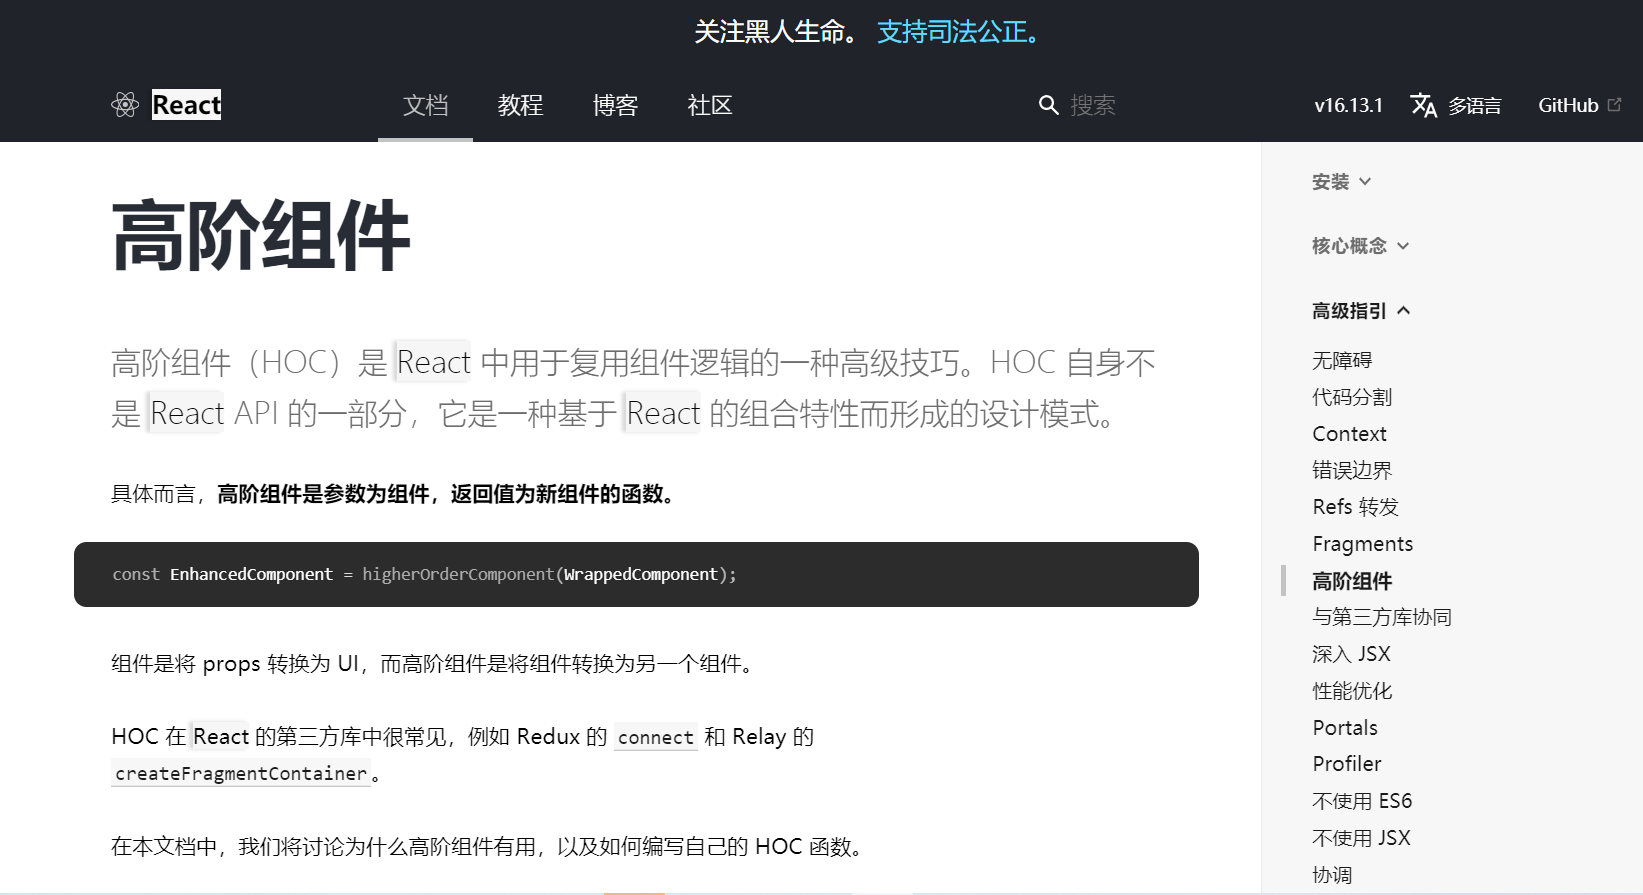 关注黑人生命。 支持司法公正。
React 文档 教程 博客 社区 搜索 v16.13.1 多语言 GitHub
高阶组件
高阶组件（HOC）是 React 中用于复用组件逻辑的一种高级技巧。HOC 自身不
是 React API 的一部分，它是一种基于 React 的组合特性而形成的设计模式。
具体而言，高阶组件是参数为组件，返回值为新组件的函数。
const EnhancedComponent = higherOrderComponent(WrappedComponent);
组件是将 props 转换为 UI，而高阶组件是将组件转换为另一个组件。
HOC 在 React 的第三方库中很常见，例如 Redux 的 connect 和 Relay 的
createFragmentContainer。
在本文档中，我们将讨论为什么高阶组件有用，以及如何编写自己的 HOC 函数。
安装
核心概念
高级指引
无障碍
代码分割
Context
错误边界
Refs 转发
Fragments
高阶组件
与第三方库协同
深入 JSX
性能优化
Portals
Profiler
不使用 ES6
不使用 JSX
协调